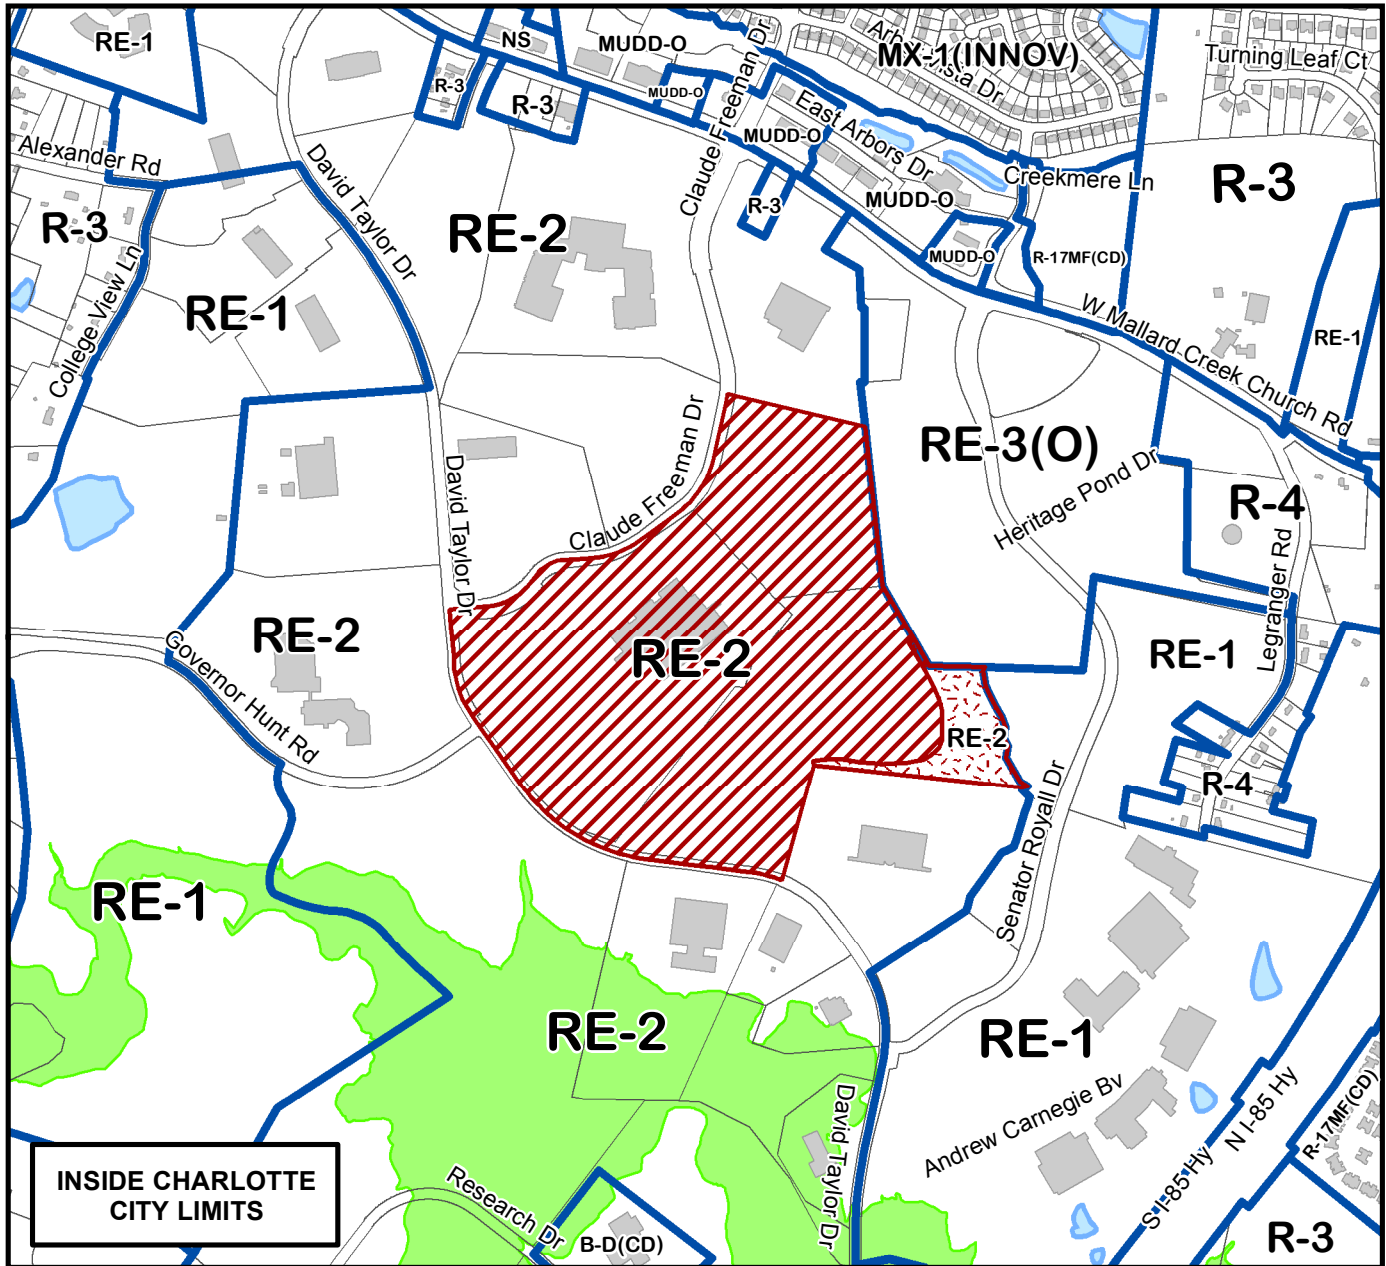 RE-1
NS
MUDD-O
MX-1(INNOV)
Arbor Vista Dr
Turning Leaf Ct
R-3
R-3
MUDD-O
Claude Freeman Dr
MUDD-O
East Arbors Dr
Alexander Rd
David Taylor Dr
R-3
RE-2
R-3
MUDD-O
Creekmere Ln
R-3
College View Ln
RE-1
MUDD-O
R-17MF(CD)
W Mallard Creek Church Rd
RE-1
RE-3(O)
Claude Freeman Dr
David Taylor Dr
Heritage Pond Dr
R-4
Legranger Rd
RE-2
Governor Hunt Rd
RE-2
RE-2
RE-1
R-4
Senator Royall Dr
RE-1
RE-2
RE-1
Andrew Carnegie Bv
David Taylor Dr
N I-85 Hy
S I-85 Hy
R-17MF(CD)
INSIDE CHARLOTTE
CITY LIMITS
Research Dr
B-D(CD)
R-3